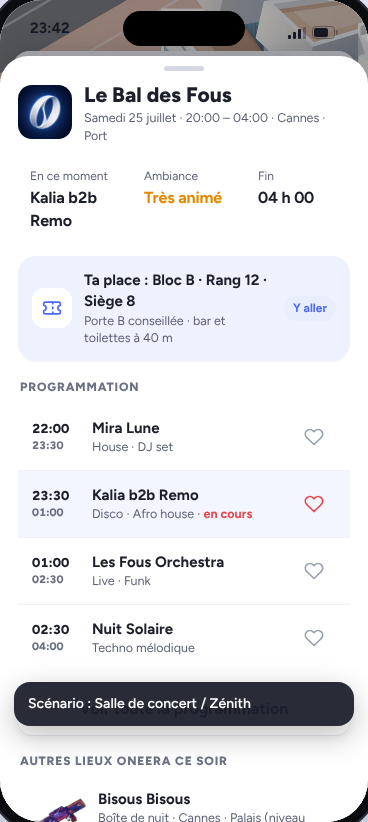 23:42
Le Bal des Fous
Samedi 25 juillet · 20:00 – 04:00 · Cannes ·
Port
En ce moment
Kalia b2b
Remo
Ambiance
Très animé
Fin
04 h 00
Ta place : Bloc B · Rang 12 ·
Siège 8
Porte B conseillée · bar et
toilettes à 40 m
Y aller
PROGRAMMATION
22:00
23:30
Mira Lune
House · DJ set
23:30
01:00
Kalia b2b Remo
Disco · Afro house · en cours
01:00
02:30
Les Fous Orchestra
Live · Funk
02:30
04:00
Nuit Solaire
Techno mélodique
Scénario : Salle de concert / Zénith
toute la programmation
AUTRES LIEUX ONEERA CE SOIR
Bisous Bisous
Boîte de nuit · Cannes · Palais (niveau